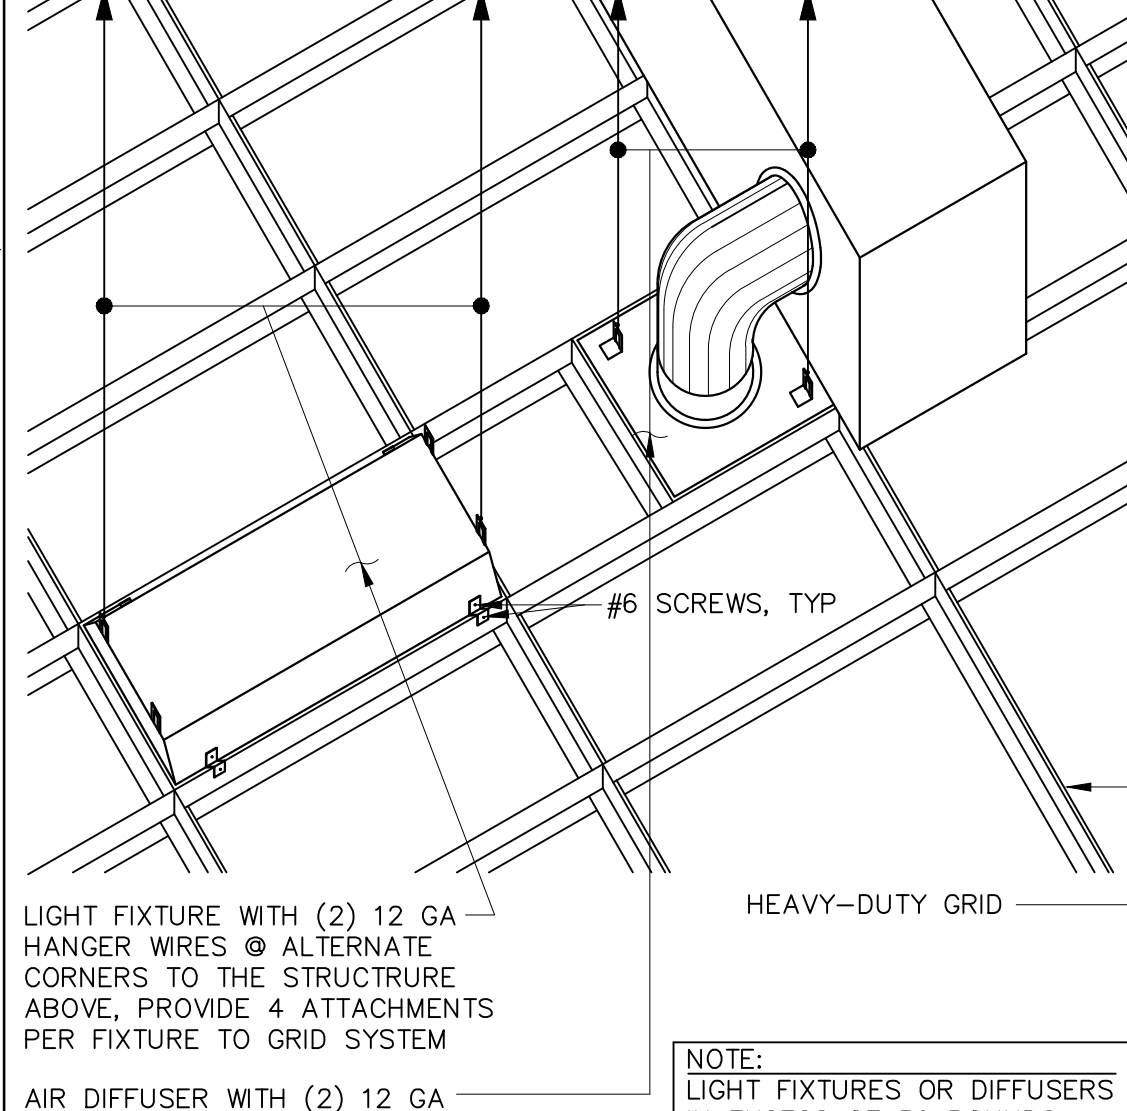 #6 SCREWS, TYP
LIGHT FIXTURE WITH (2) 12 GA
HANGER WIRES @ ALTERNATE
CORNERS TO THE STRUCTRURE
ABOVE, PROVIDE 4 ATTACHMENTS
PER FIXTURE TO GRID SYSTEM
HEAVY-DUTY GRID
AIR DIFFUSER WITH (2) 12 GA
NOTE:
LIGHT FIXTURES OR DIFFUSERS